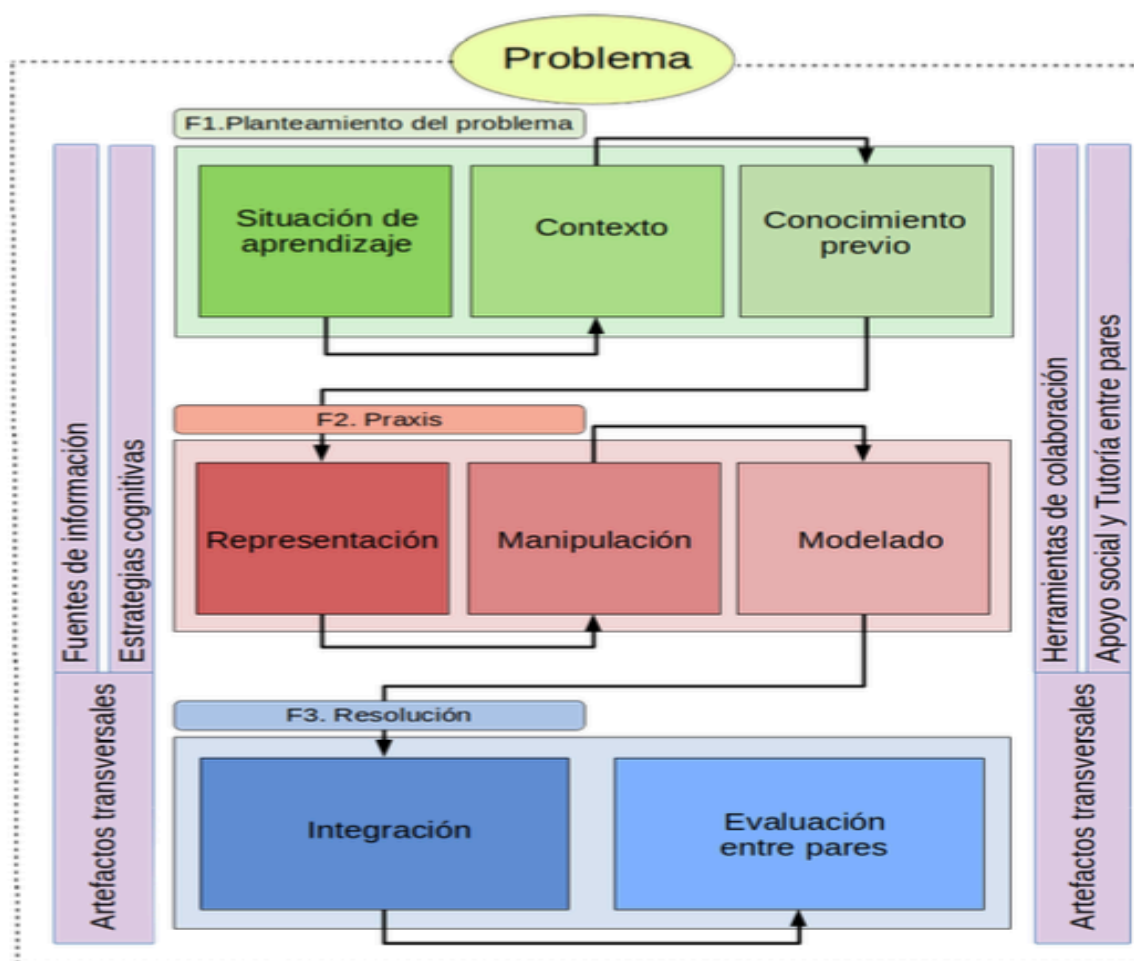 Problema
F1.Planteamiento del problema
Situación de
aprendizaje
Contexto
Conocimiento
previo
F2. Praxis
Representación
Manipulación
Modelado
F3. Resolución
Integración
Evaluación
entre pares
Fuentes de información
Estrategias cognitivas
Artefactos transversales
Herramientas de colaboración
Apoyo social y Tutoría entre pares
Artefactos transversales